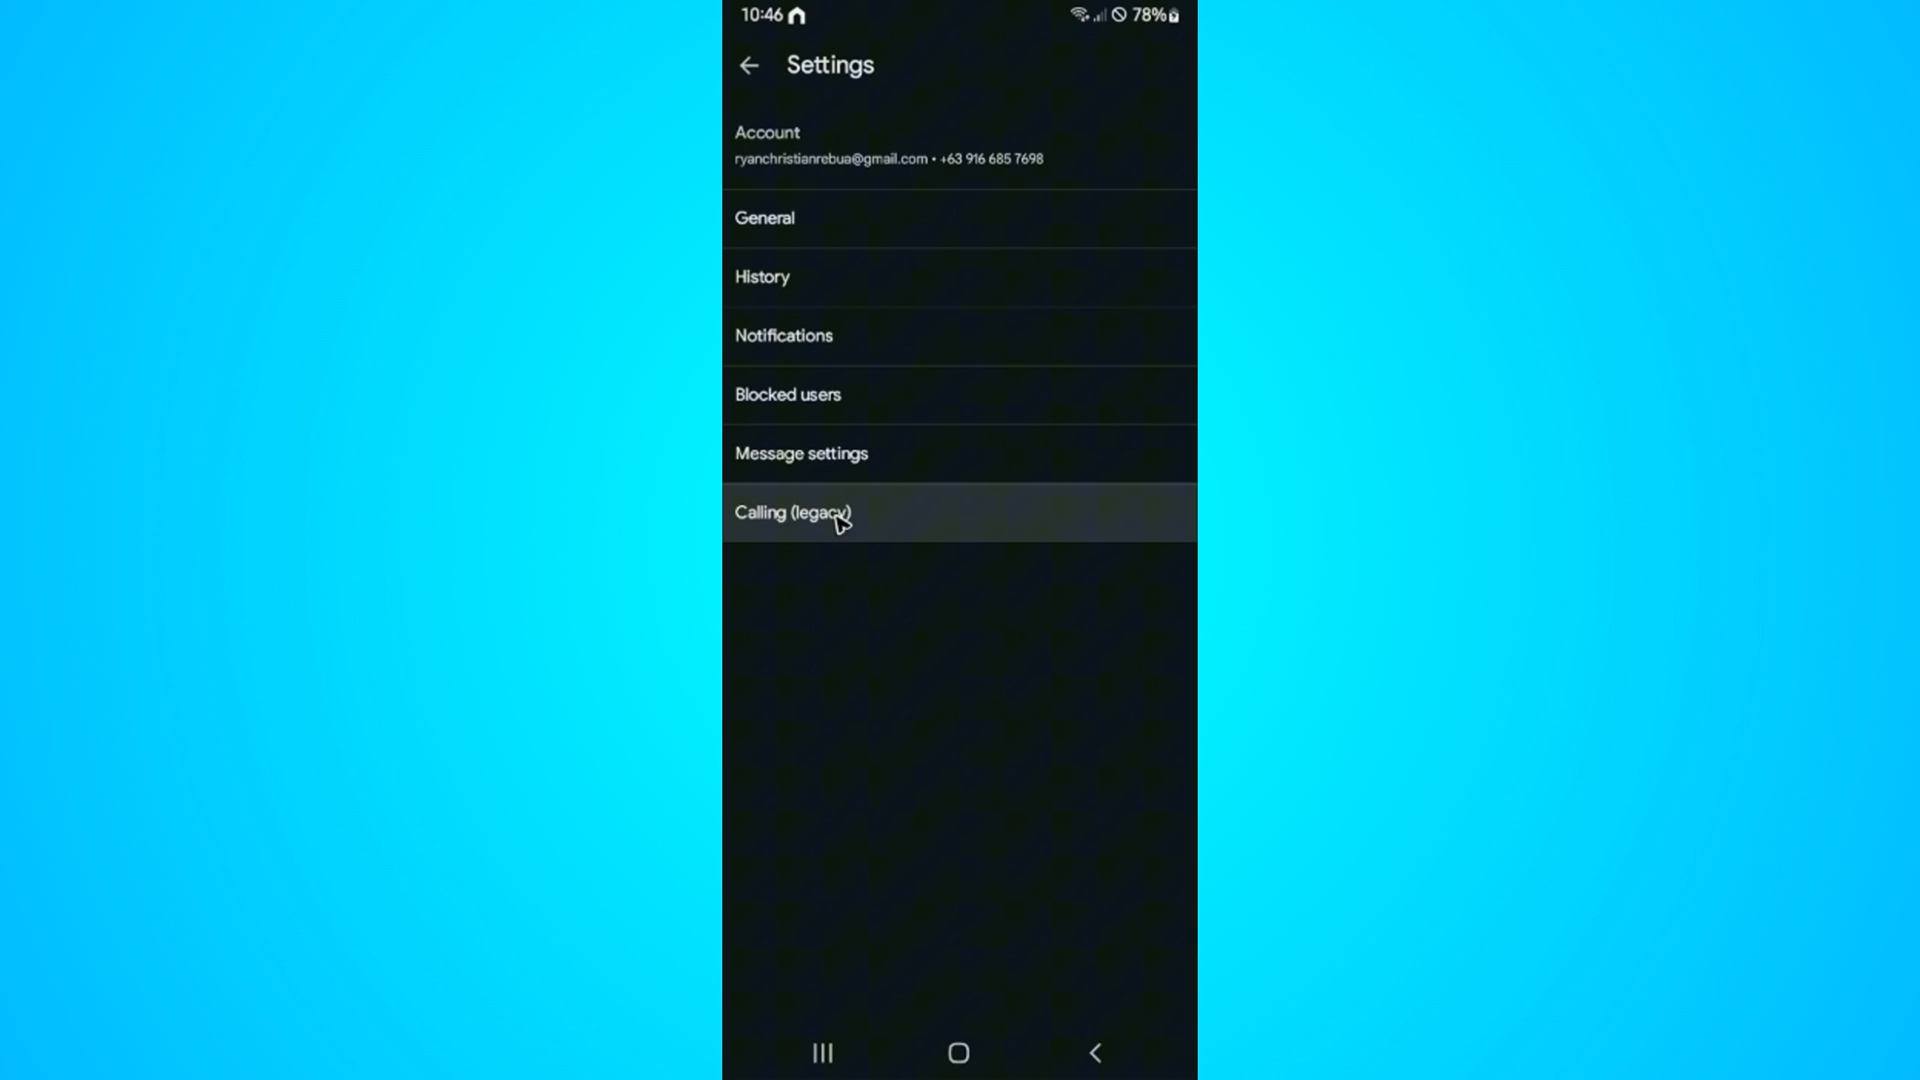 10:46 78%
Settings
Account
ryanchristianrebua@gmail.com • +63 916 685 7698
General
History
Notifications
Blocked users
Message settings
Calling (legacy)